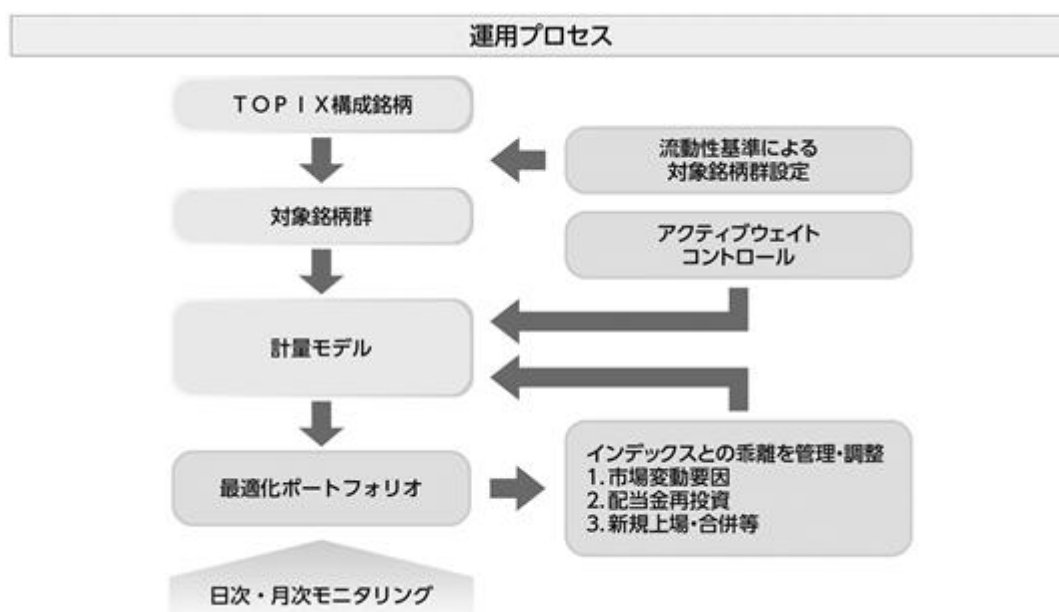 運用プロセス
ＴＯＰＩＸ構成銘柄
流動性基準による
対象銘柄群設定
対象銘柄群
アクティブウェイト
コントロール
計量モデル
最適化ポートフォリオ
インデックスとの乖離を管理・調整
1. 市場変動要因
2. 配当金再投資
3. 新規上場・合併等
日次・月次モニタリング